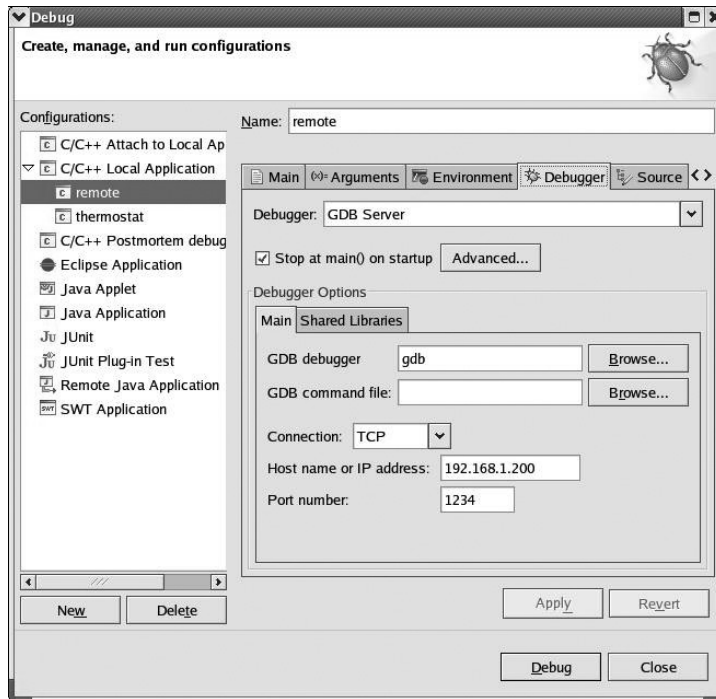 Debug
Create, manage, and run configurations
Configurations:
C/C++ Attach to Local Ap
C/C++ Local Application
remote
thermostat
C/C++ Postmortem debug
Eclipse Application
Java Applet
Java Application
JUnit
JUnit Plug-in Test
Remote Java Application
SWT Application
New Delete
Name: remote
Main Arguments Environment Debugger Source
Debugger: GDB Server
Stop at main() on startup Advanced...
Debugger Options
Main Shared Libraries
GDB debugger gdb Browse...
GDB command file: Browse...
Connection: TCP
Host name or IP address: 192.168.1.200
Port number: 1234
Apply Revert
Debug Close